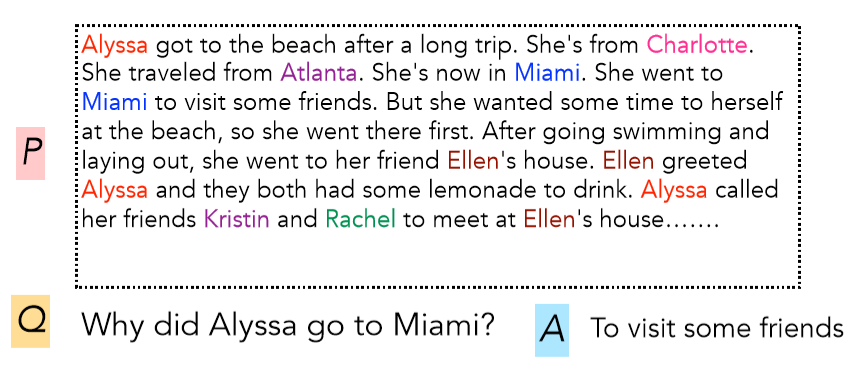 Alyssa got to the beach after a long trip. She's from Charlotte.
She traveled from Atlanta. She's now in Miami. She went to
Miami to visit some friends. But she wanted some time to herself
at the beach, so she went there first. After going swimming and
laying out, she went to her friend Ellen's house. Ellen greeted
Alyssa and they both had some lemonade to drink. Alyssa called
her friends Kristin and Rachel to meet at Ellen's house…….
P
Q Why did Alyssa go to Miami? A To visit some friends